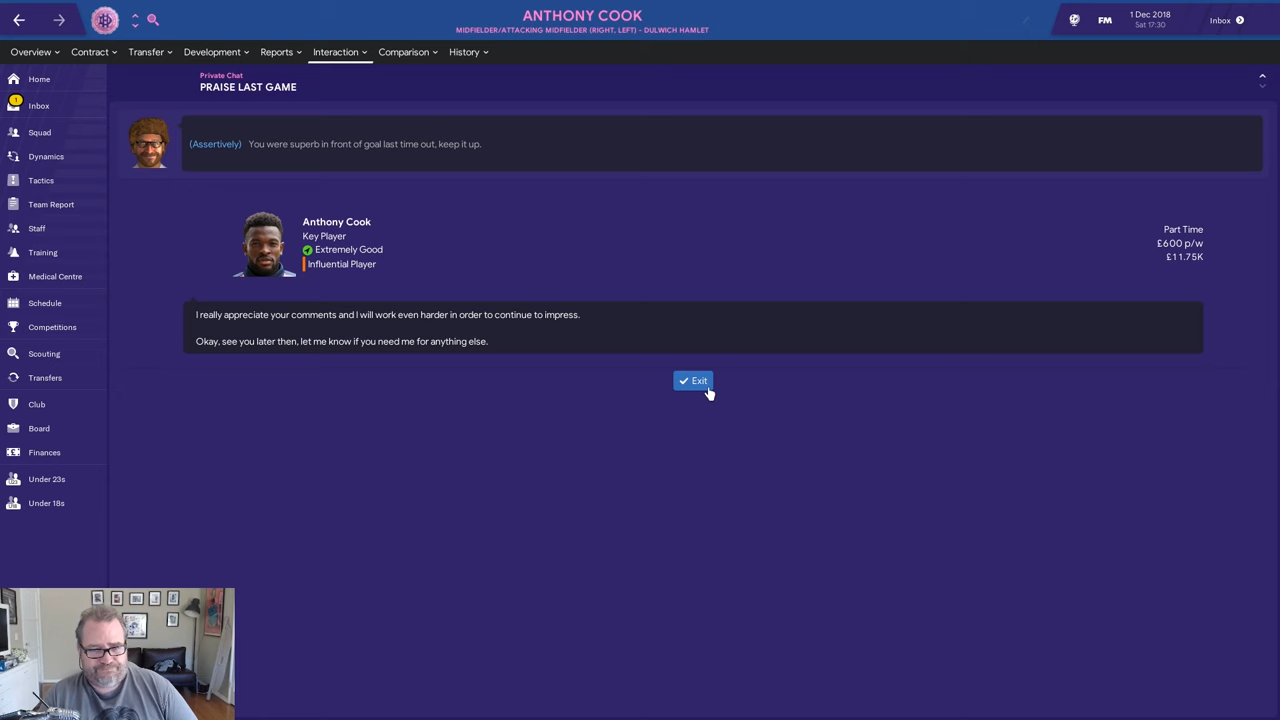 ANTHONY COOK
MIDFIELDER/ATTACKING MIDFIELDER (RIGHT, LEFT) - DULWICH HAMLET
FM
1 Dec 2018
Sat 17:30
Inbox
Overview
Contract
Transfer
Development
Reports
Interaction
Comparison
History
Home
1
Inbox
Squad
Dynamics
Tactics
Team Report
Staff
Training
Medical Centre
Schedule
Competitions
Scouting
Transfers
Club
Board
Finances
Under 23s
Under 18s
Private Chat
PRAISE LAST GAME
(Assertively) You were superb in front of goal last time out, keep it up.
Anthony Cook
Key Player
Extremely Good
Influential Player
Part Time
£600 p/w
£11.75K
I really appreciate your comments and I will work even harder in order to continue to impress.
Okay, see you later then, let me know if you need me for anything else.
Exit